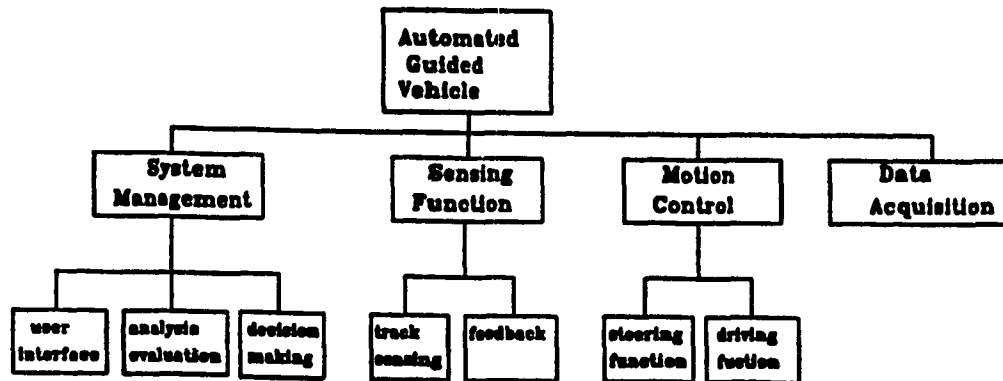 Automated
Guided
Vehicle
System
Management
Sensing
Function
Motion
Control
Data
Acquisition
user
interface
analysis
evaluation
decision
making
track
sensing
feedback
steering
function
driving
fuction